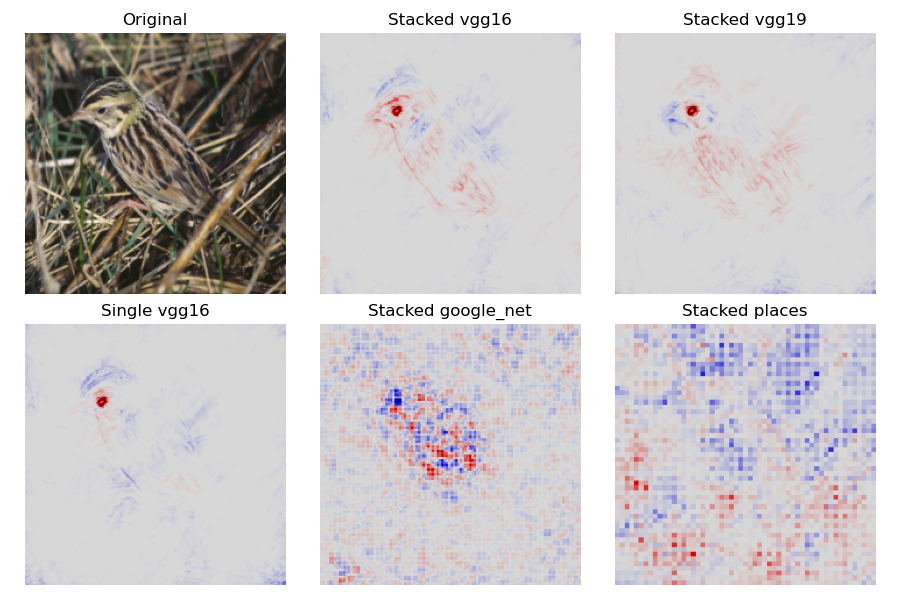 Original
Stacked vgg16
Stacked vgg19
Single vgg16
Stacked google_net
Stacked places